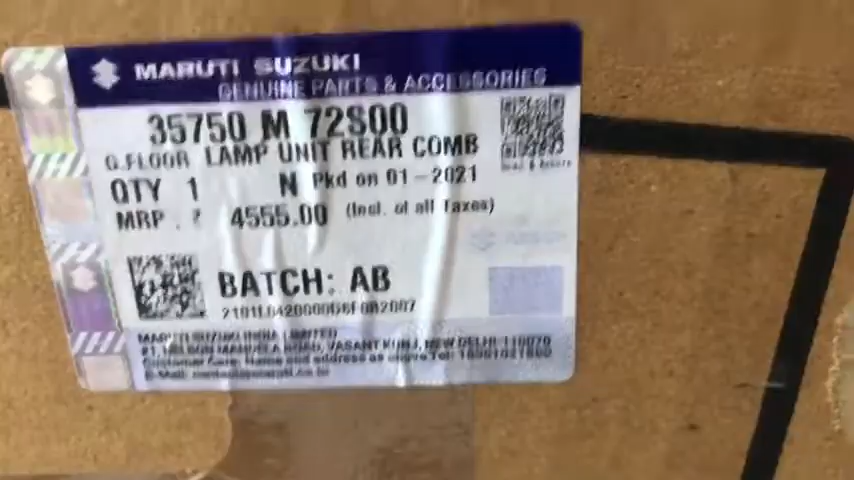 MARUTI SUZUKI
GENUINE PARTS & ACCESSORIES
35750 M 72S00
G.FLOOR LAMP UNIT REAR COMB
QTY 1 N Pkd on 01-2021
MRP. ₹ 4555.00 (Incl. of all Taxes)
BATCH: AB
MARUTI SUZUKI INDIA LIMITED
#1, NELSON MANDELA ROAD, VASANT KUNJ, NEW DELHI-110070
Customer Care: Name and address as above Tel:
E-Mail: